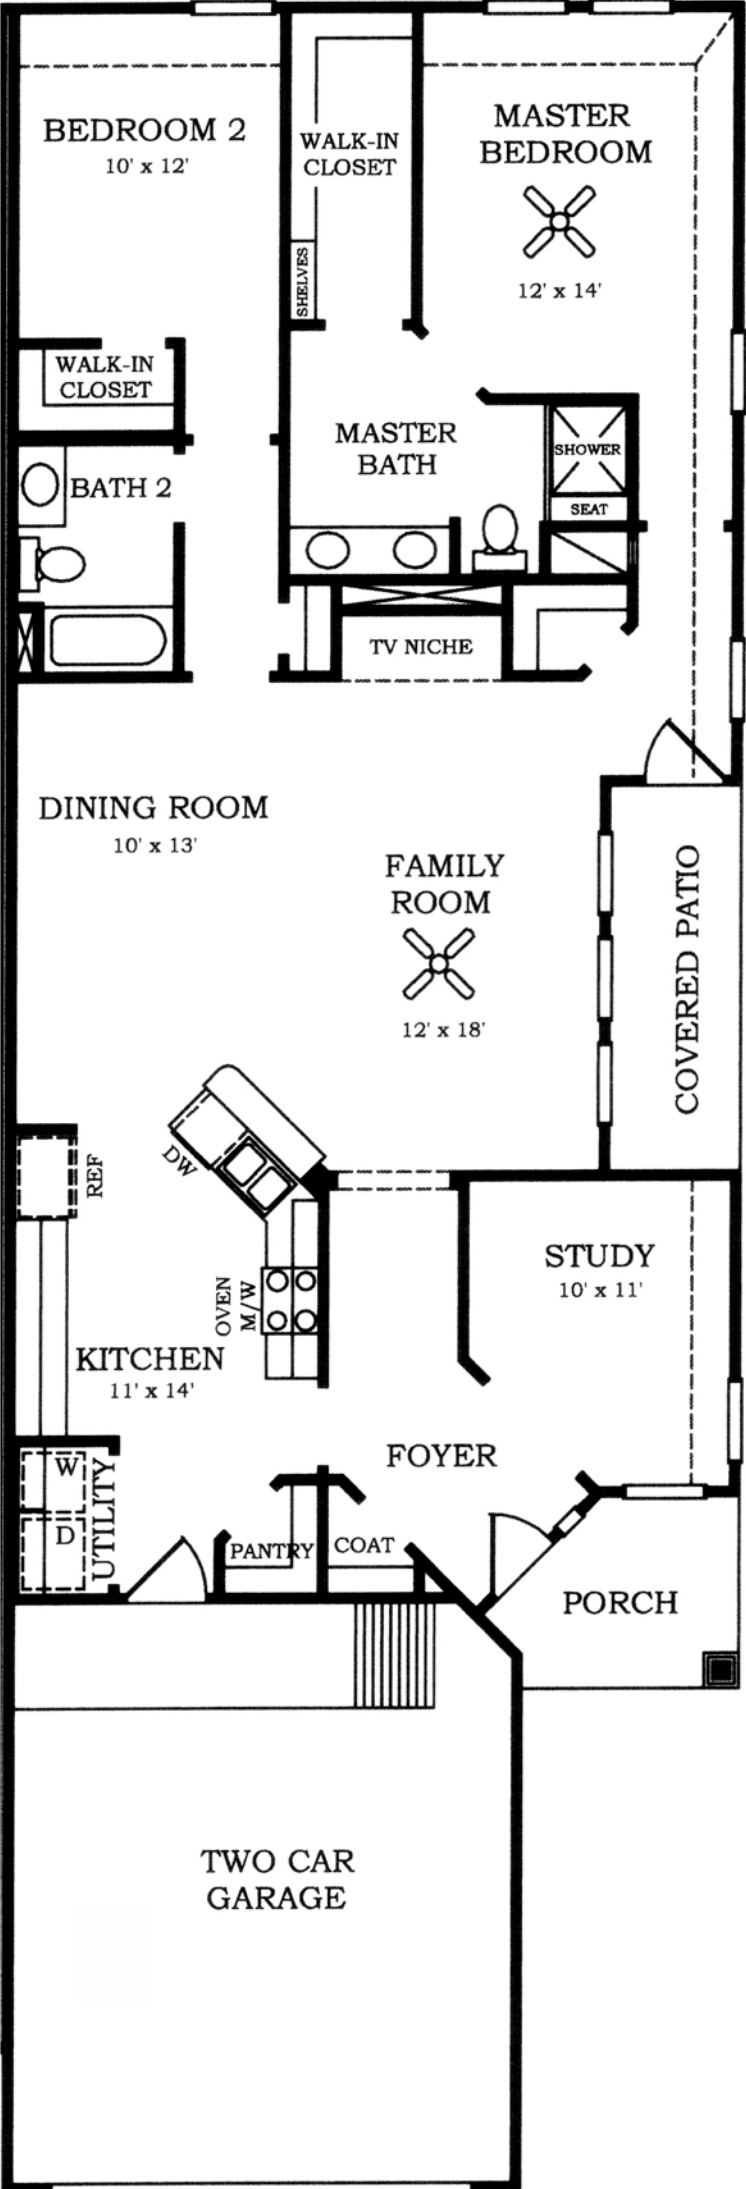 BEDROOM 2
10' x 12'
WALK-IN
CLOSET
SHELVES
MASTER
BEDROOM
12' x 14'
WALK-IN
CLOSET
MASTER
BATH
SHOWER
SEAT
BATH 2
TV NICHE
DINING ROOM
10' x 13'
FAMILY
ROOM
12' x 18'
COVERED PATIO
DW
REF
OVEN
M/W
STUDY
10' x 11'
KITCHEN
11' x 14'
FOYER
W
D
UTILITY
PANTRY
COAT
PORCH
TWO CAR
GARAGE